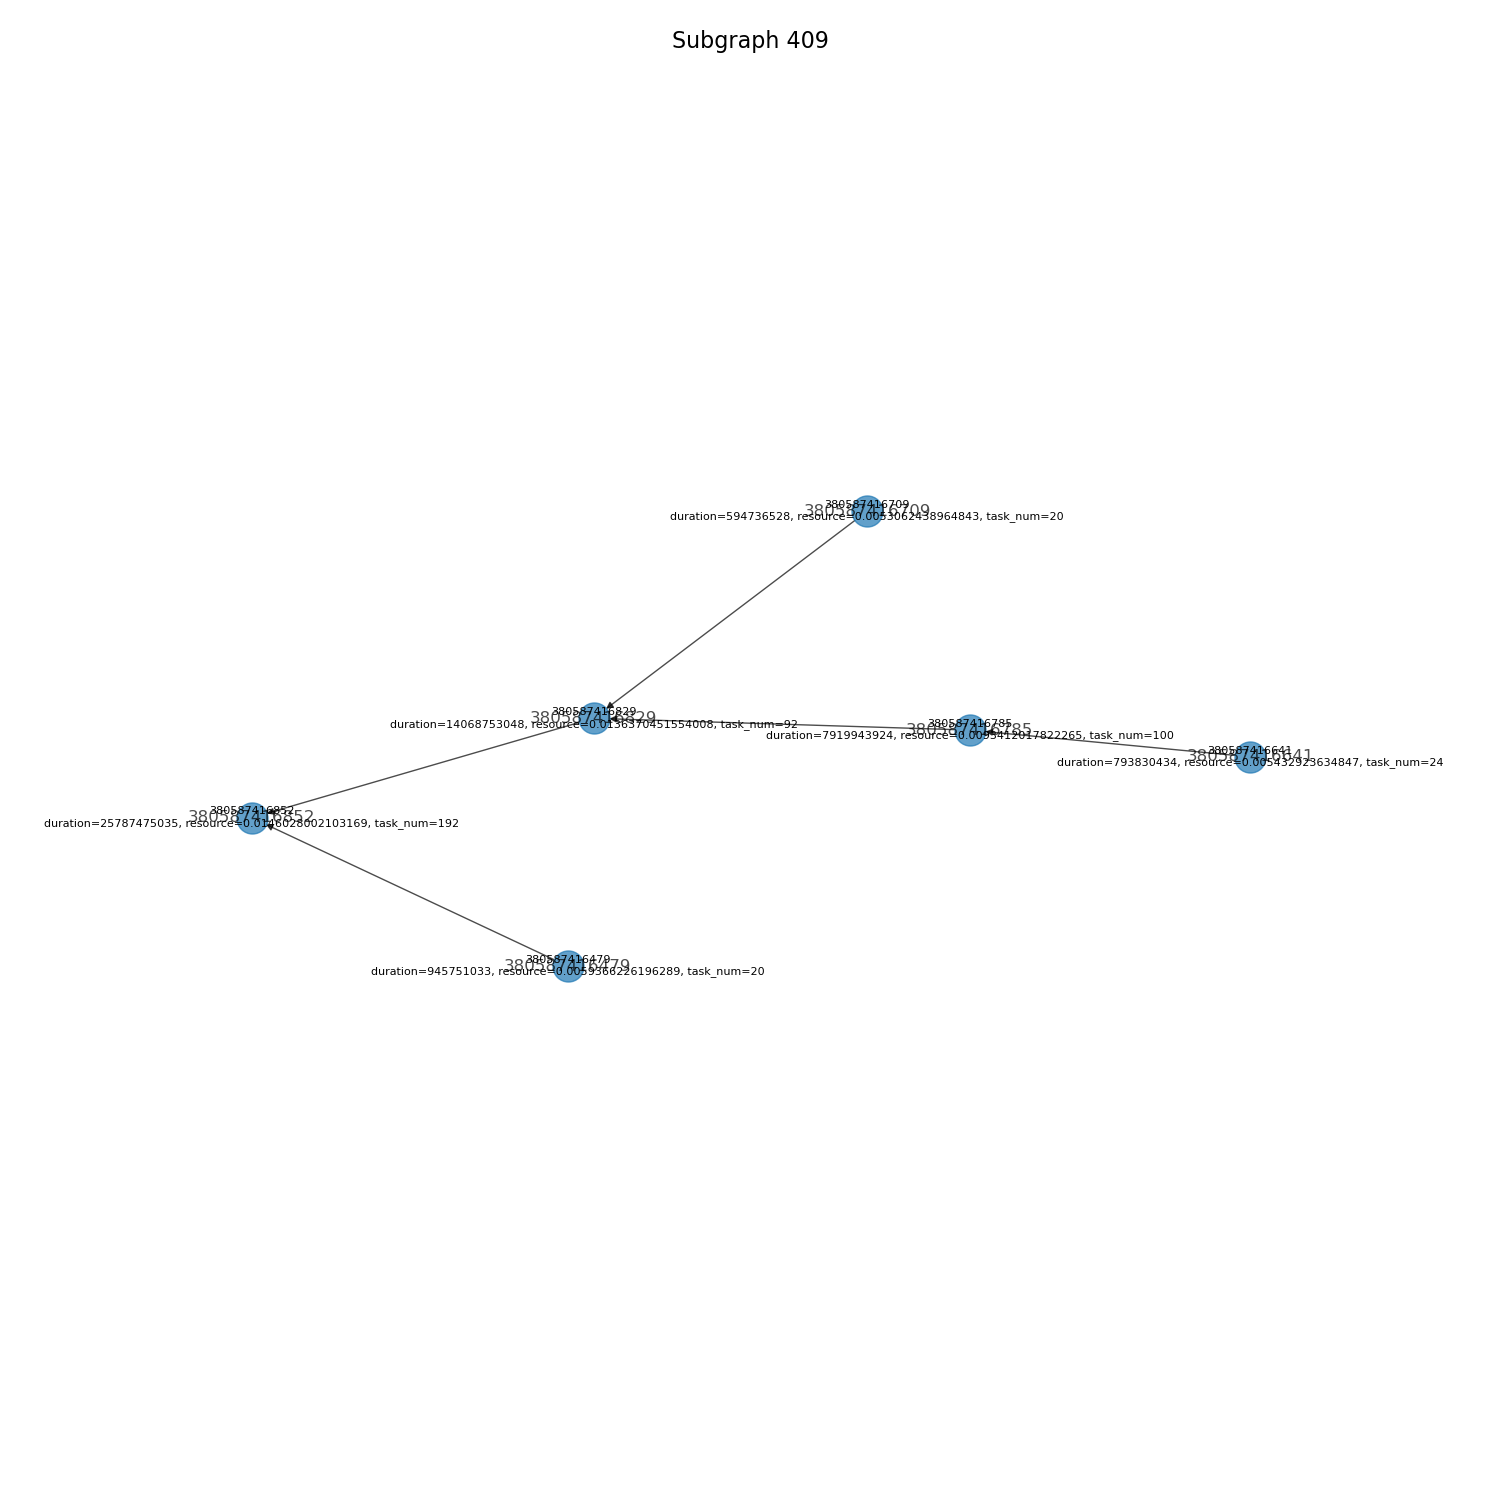 Subgraph 409
380587416709
380587416709
duration=594736528, resource=0.0053062438964843, task_num=20
380587416829
380587416829
duration=14068753048, resource=0.0136370451554008, task_num=92
380587416785
380587416785
duration=7919943924, resource=0.0095412017822265, task_num=100
380587416641
380587416641
duration=793830434, resource=0.005432923634847, task_num=24
380587416852
380587416852
duration=25787475035, resource=0.0146028002103169, task_num=192
380587416479
380587416479
duration=945751033, resource=0.0059366226196289, task_num=20